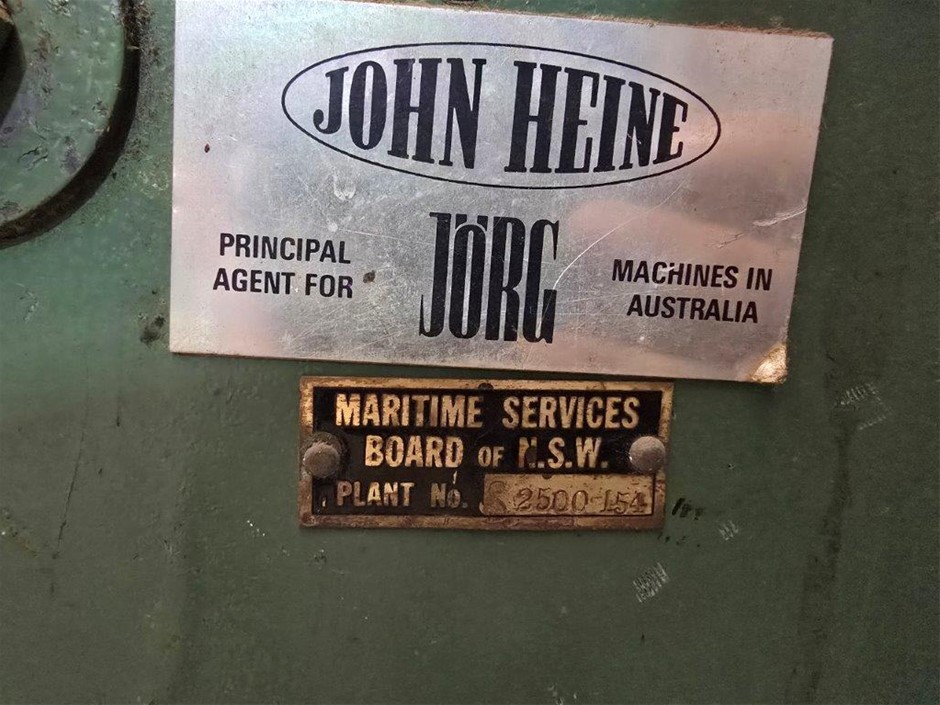 JOHN HEINE
PRINCIPAL AGENT FOR
JÖRG
MACHINES IN AUSTRALIA
MARITIME SERVICES
BOARD OF N.S.W.
PLANT No. 2500-154